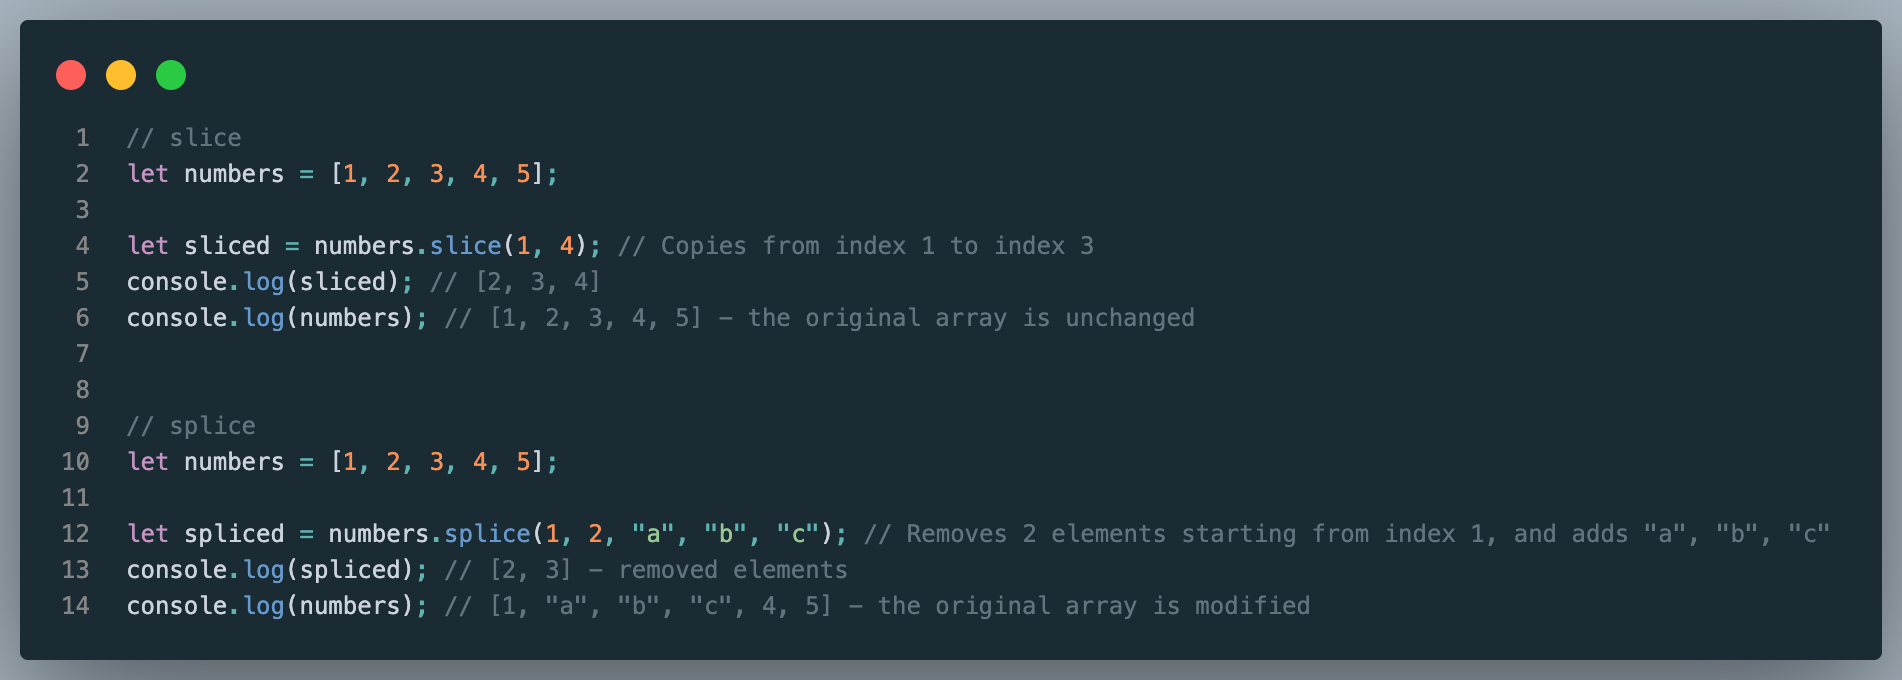 1 // slice
2 let numbers = [1, 2, 3, 4, 5];
3
4 let sliced = numbers.slice(1, 4); // Copies from index 1 to index 3
5 console.log(sliced); // [2, 3, 4]
6 console.log(numbers); // [1, 2, 3, 4, 5] – the original array is unchanged
7
8
9 // splice
10 let numbers = [1, 2, 3, 4, 5];
11
12 let spliced = numbers.splice(1, 2, "a", "b", "c"); // Removes 2 elements starting from index 1, and adds "a", "b", "c"
13 console.log(spliced); // [2, 3] – removed elements
14 console.log(numbers); // [1, "a", "b", "c", 4, 5] – the original array is modified